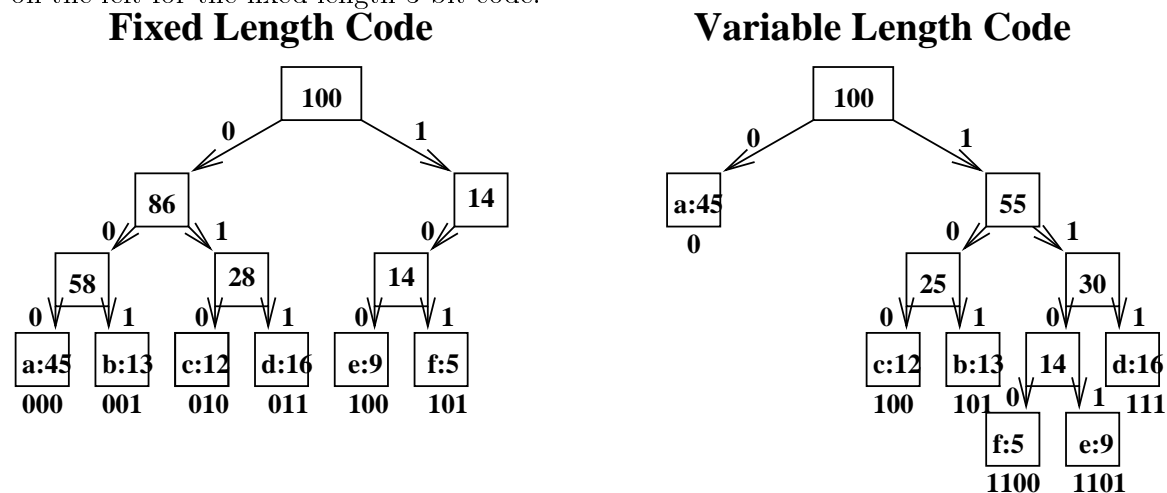 on the left for the fixed length 3 bit code.
Fixed Length Code Variable Length Code
100 100
0 1 0 1
86 14 a:45 55
0
0 1 0 0 1
58 28 14 25 30
0 1 0 1 0 1 0 1 0 1
a:45 b:13 c:12 d:16 e:9 f:5 c:12 b:13 14 d:16
000 001 010 011 100 101 100 101 0 1 111
f:5 e:9
1100 1101